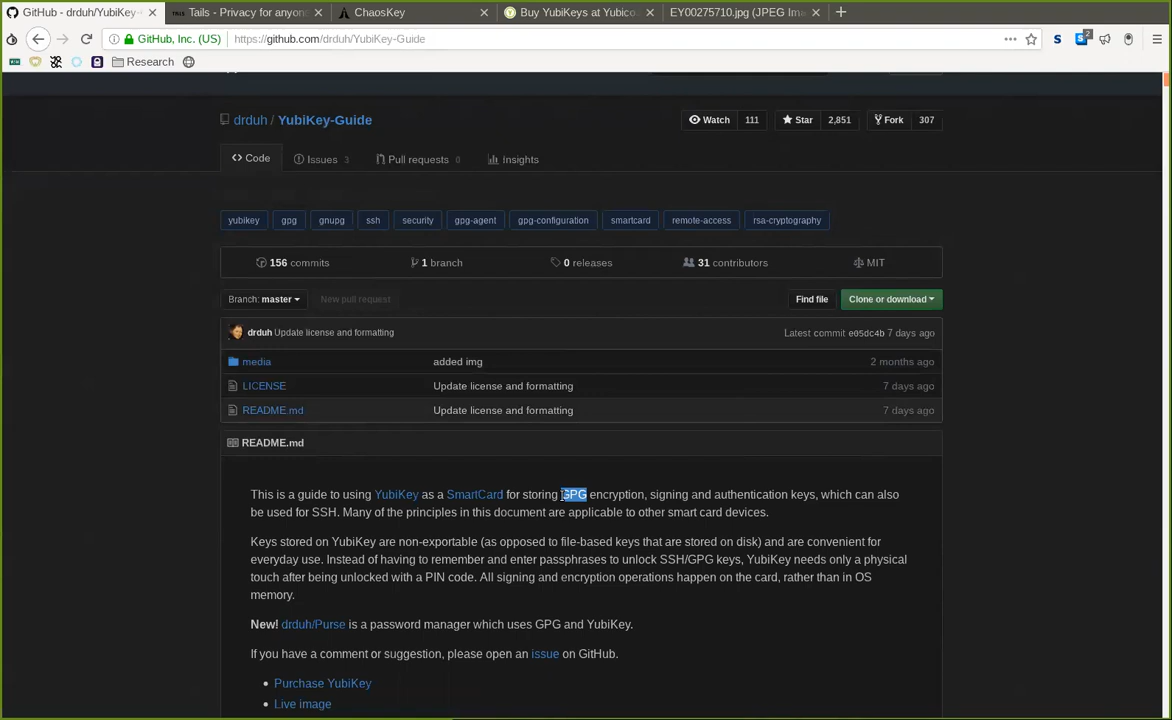 GitHub - drduh/YubiKey-
Tails - Privacy for anyon
ChaosKey
Buy YubiKeys at Yubico
EY00275710.jpg (JPEG Im
GitHub, Inc. (US)
https://github.com/drduh/YubiKey-Guide
S
2
Research
drduh / YubiKey-Guide
Watch 111
Star 2,851
Fork 307
Code
Issues 3
Pull requests 0
Insights
yubikey
gpg
gnupg
ssh
security
gpg-agent
gpg-configuration
smartcard
remote-access
rsa-cryptography
156 commits
1 branch
0 releases
31 contributors
MIT
Branch: master
New pull request
Find file
Clone or download
drduh Update license and formatting
Latest commit e05dc4b 7 days ago
media added img 2 months ago
LICENSE Update license and formatting 7 days ago
README.md Update license and formatting 7 days ago
README.md
This is a guide to using YubiKey as a SmartCard for storing GPG encryption, signing and authentication keys, which can also
be used for SSH. Many of the principles in this document are applicable to other smart card devices.
Keys stored on YubiKey are non-exportable (as opposed to file-based keys that are stored on disk) and are convenient for
everyday use. Instead of having to remember and enter passphrases to unlock SSH/GPG keys, YubiKey needs only a physical
touch after being unlocked with a PIN code. All signing and encryption operations happen on the card, rather than in OS
memory.
New! drduh/Purse is a password manager which uses GPG and YubiKey.
If you have a comment or suggestion, please open an issue on GitHub.
Purchase YubiKey
Live image